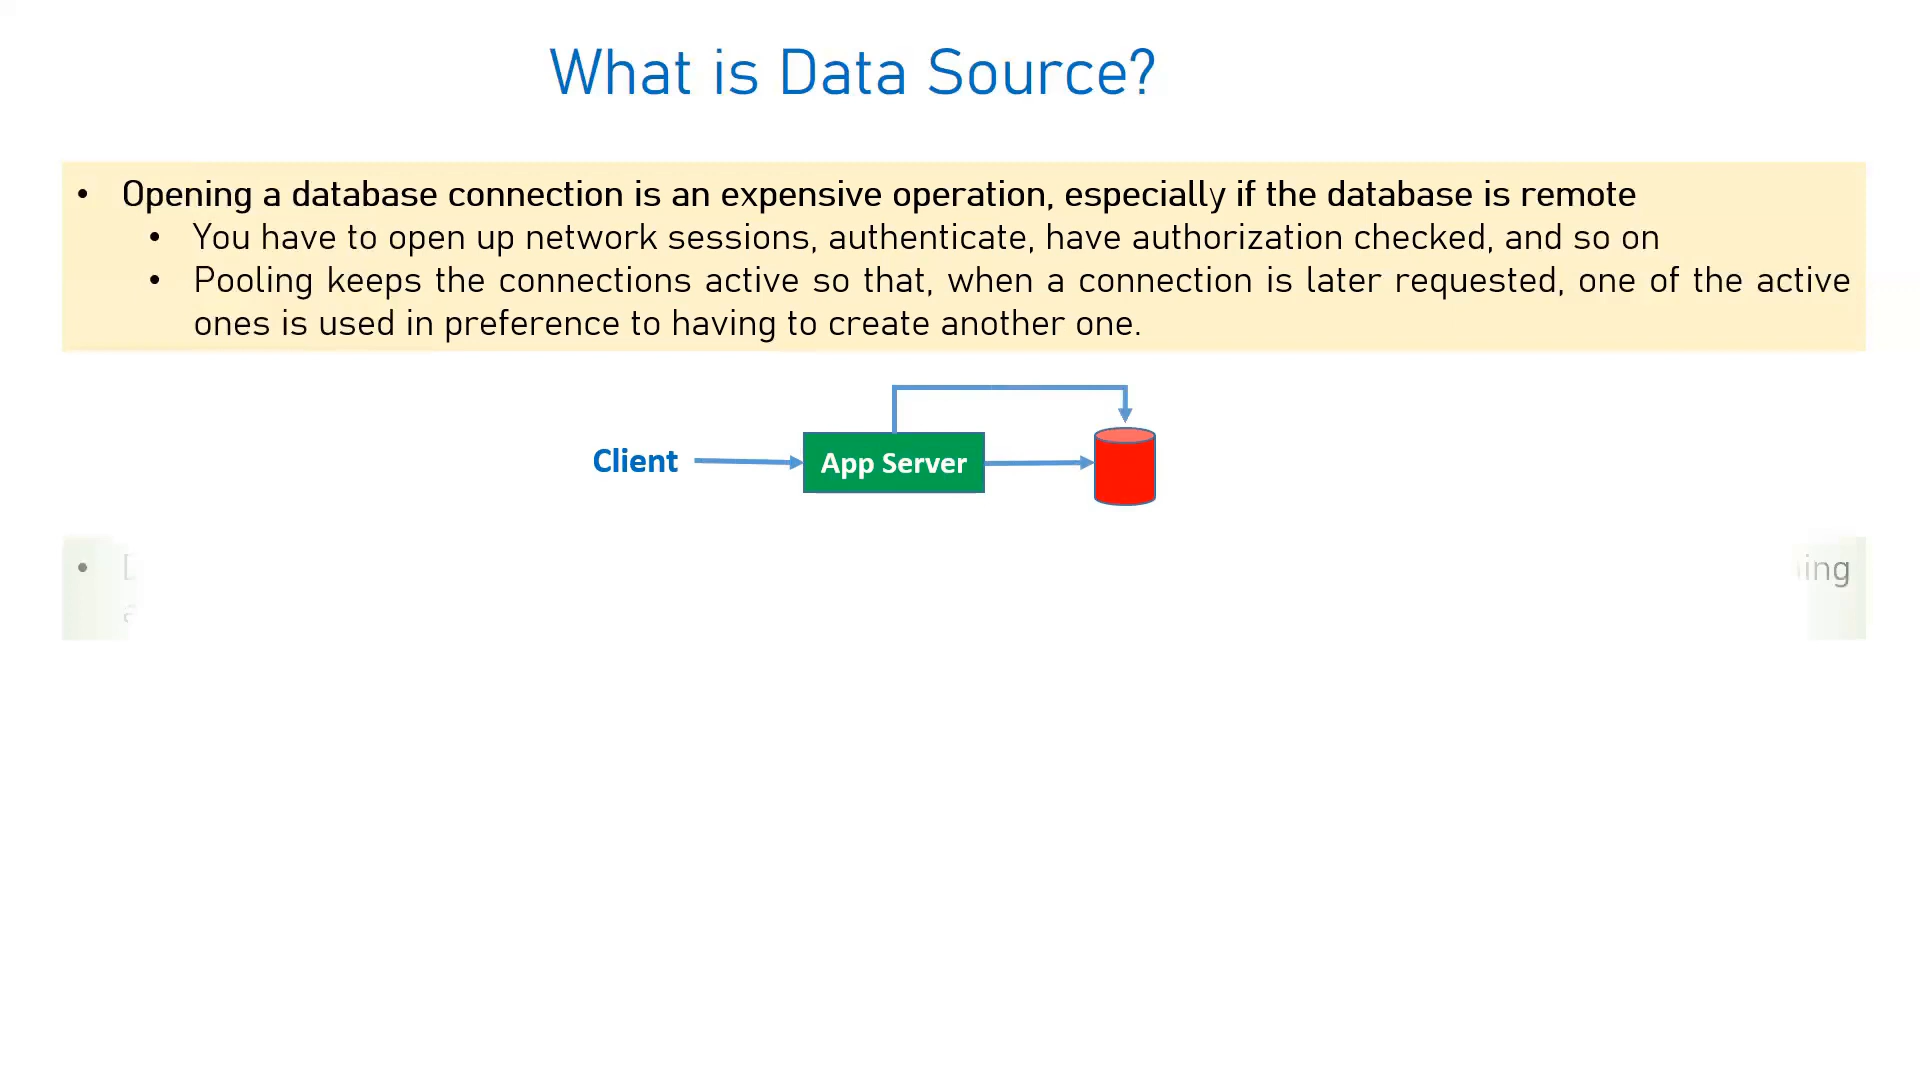 What is Data Source?
• Opening a database connection is an expensive operation, especially if the database is remote
• You have to open up network sessions, authenticate, have authorization checked, and so on
• Pooling keeps the connections active so that, when a connection is later requested, one of the active
ones is used in preference to having to create another one.
Client
App Server